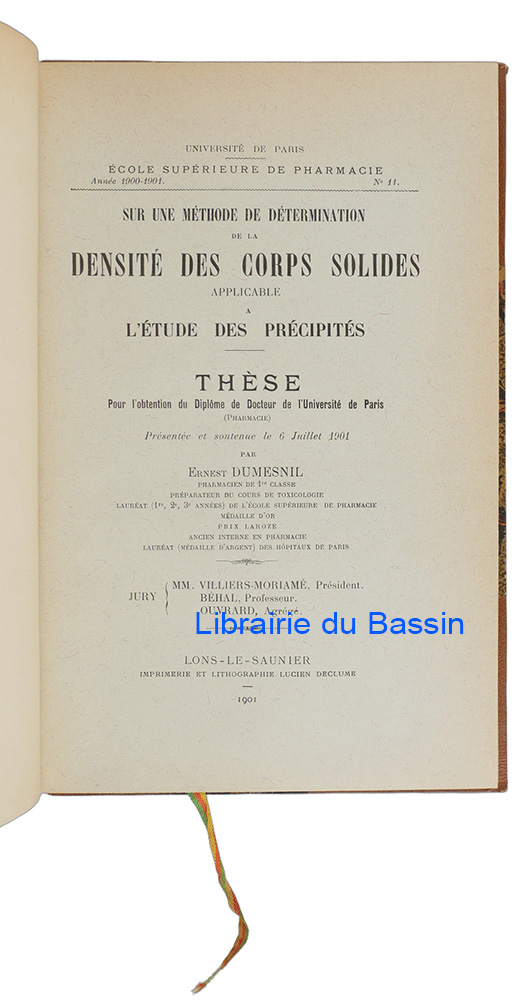 UNIVERSITÉ DE PARIS
ÉCOLE SUPÉRIEURE DE PHARMACIE
Année 1900-1901. No 11.
SUR UNE MÉTHODE DE DÉTERMINATION
DE LA
DENSITÉ DES CORPS SOLIDES
APPLICABLE
A
L'ÉTUDE DES PRÉCIPITÉS
THÈSE
Pour l'obtention du Diplôme de Docteur de l'Université de Paris
(PHARMACIE)
Présentée et soutenue le 6 Juillet 1901
PAR
ERNEST DUMESNIL
PHARMACIEN DE 1re CLASSE
PRÉPARATEUR DU COURS DE TOXICOLOGIE
LAURÉAT (1re, 2e, 3e ANNÉES) DE L'ÉCOLE SUPÉRIEURE DE PHARMACIE
MÉDAILLE D'OR
PRIX LAROZE
ANCIEN INTERNE EN PHARMACIE
LAURÉAT (MÉDAILLE D'ARGENT) DES HÔPITAUX DE PARIS
MM. VILLIERS-MORIAMÉ, Président.
JURY BÉHAL, Professeur.
OUVRARD, Agrégé.
Librairie du Bassin
LONS-LE-SAUNIER
IMPRIMERIE ET LITHOGRAPHIE LUCIEN DECLUME
1901